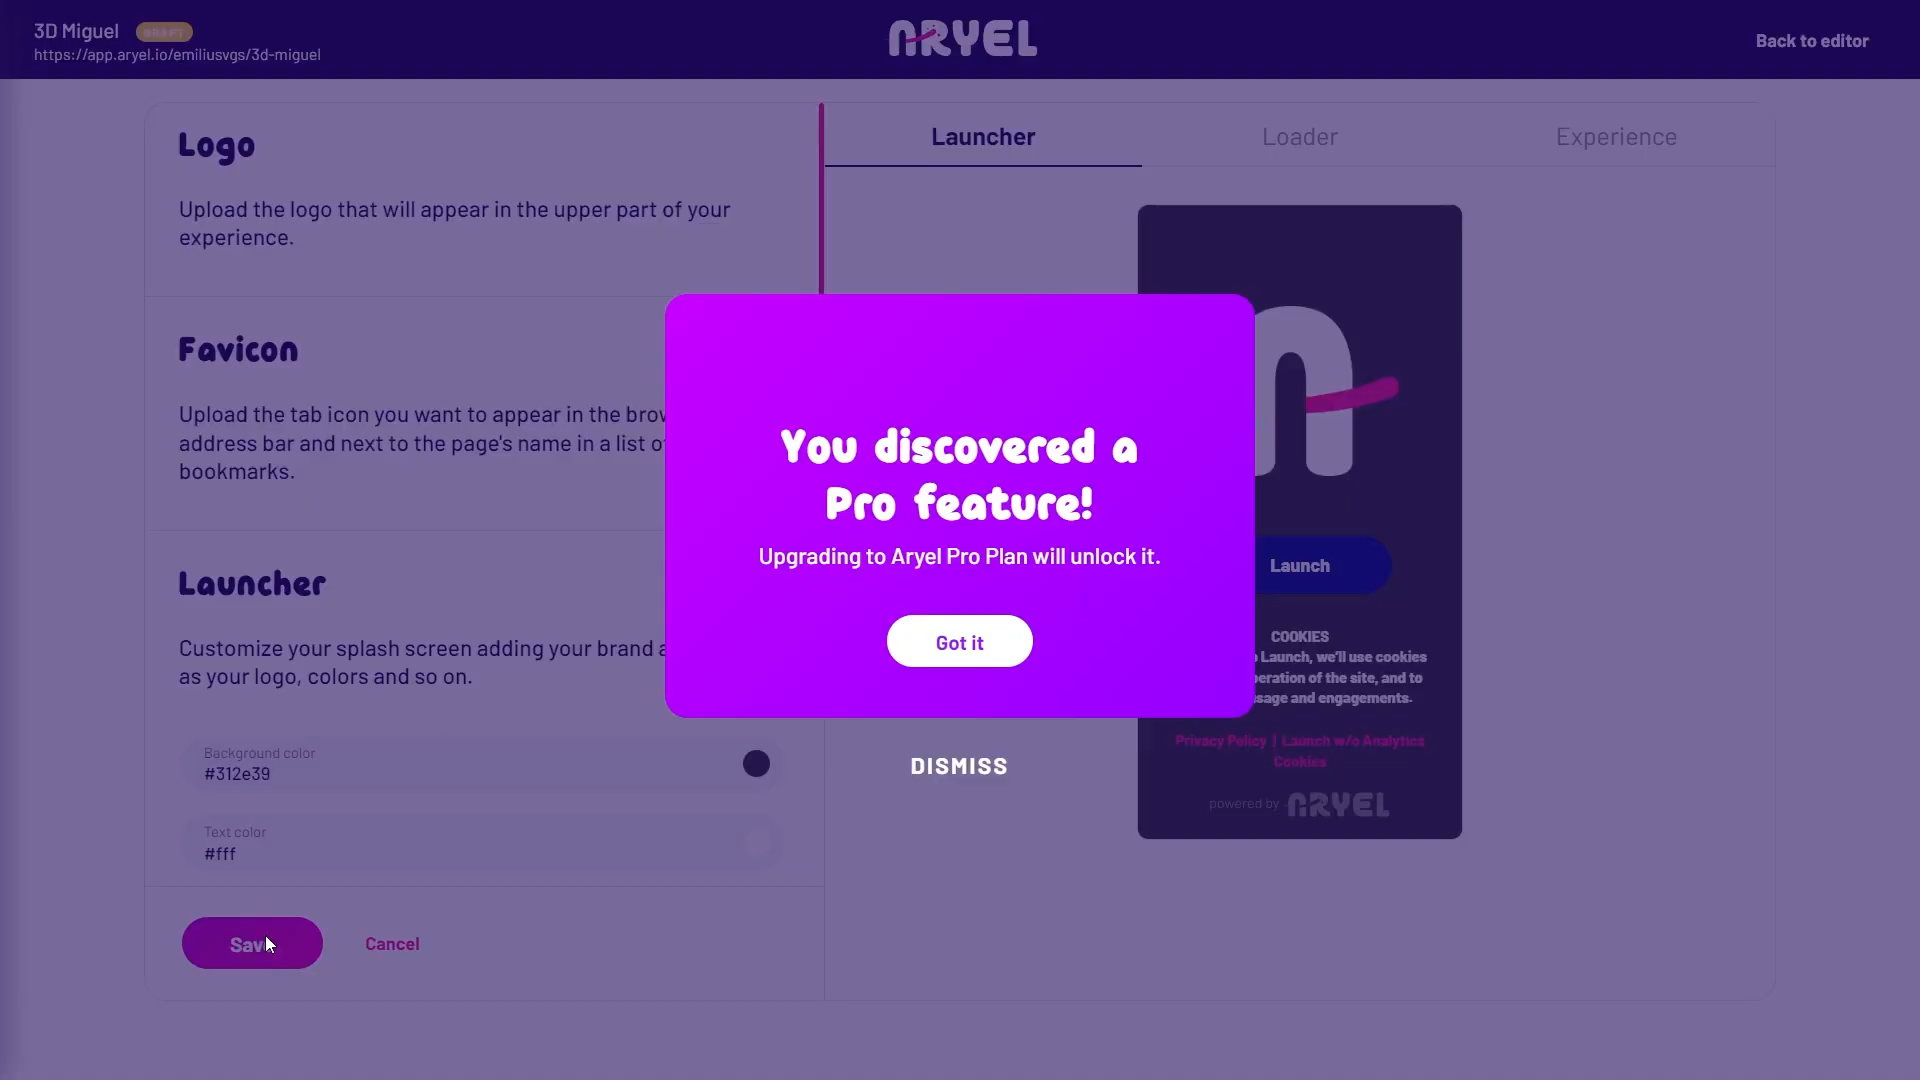 3D Miguel DRAFT
https://app.aryel.io/emiliusvgs/3d-miguel
ARYEL
Back to editor
Logo
Upload the logo that will appear in the upper part of your
experience.
Favicon
Upload the tab icon you want to appear in the
address bar and next to the page's name in a list
bookmarks.
Launcher
Customize your splash screen adding your brand
as your logo, colors and so on.
Background color
#312e39
Text color
#fff
Save
Cancel
Launcher
Loader
Experience
You discovered a
Pro feature!
Upgrading to Aryel Pro Plan will unlock it.
Got it
DISMISS
Launch
COOKIES
Launch, we'll use cookies
of the site, and to
and engagements.
Privacy Policy | Launch w/o Analytics
Cookies
powered by ARYEL